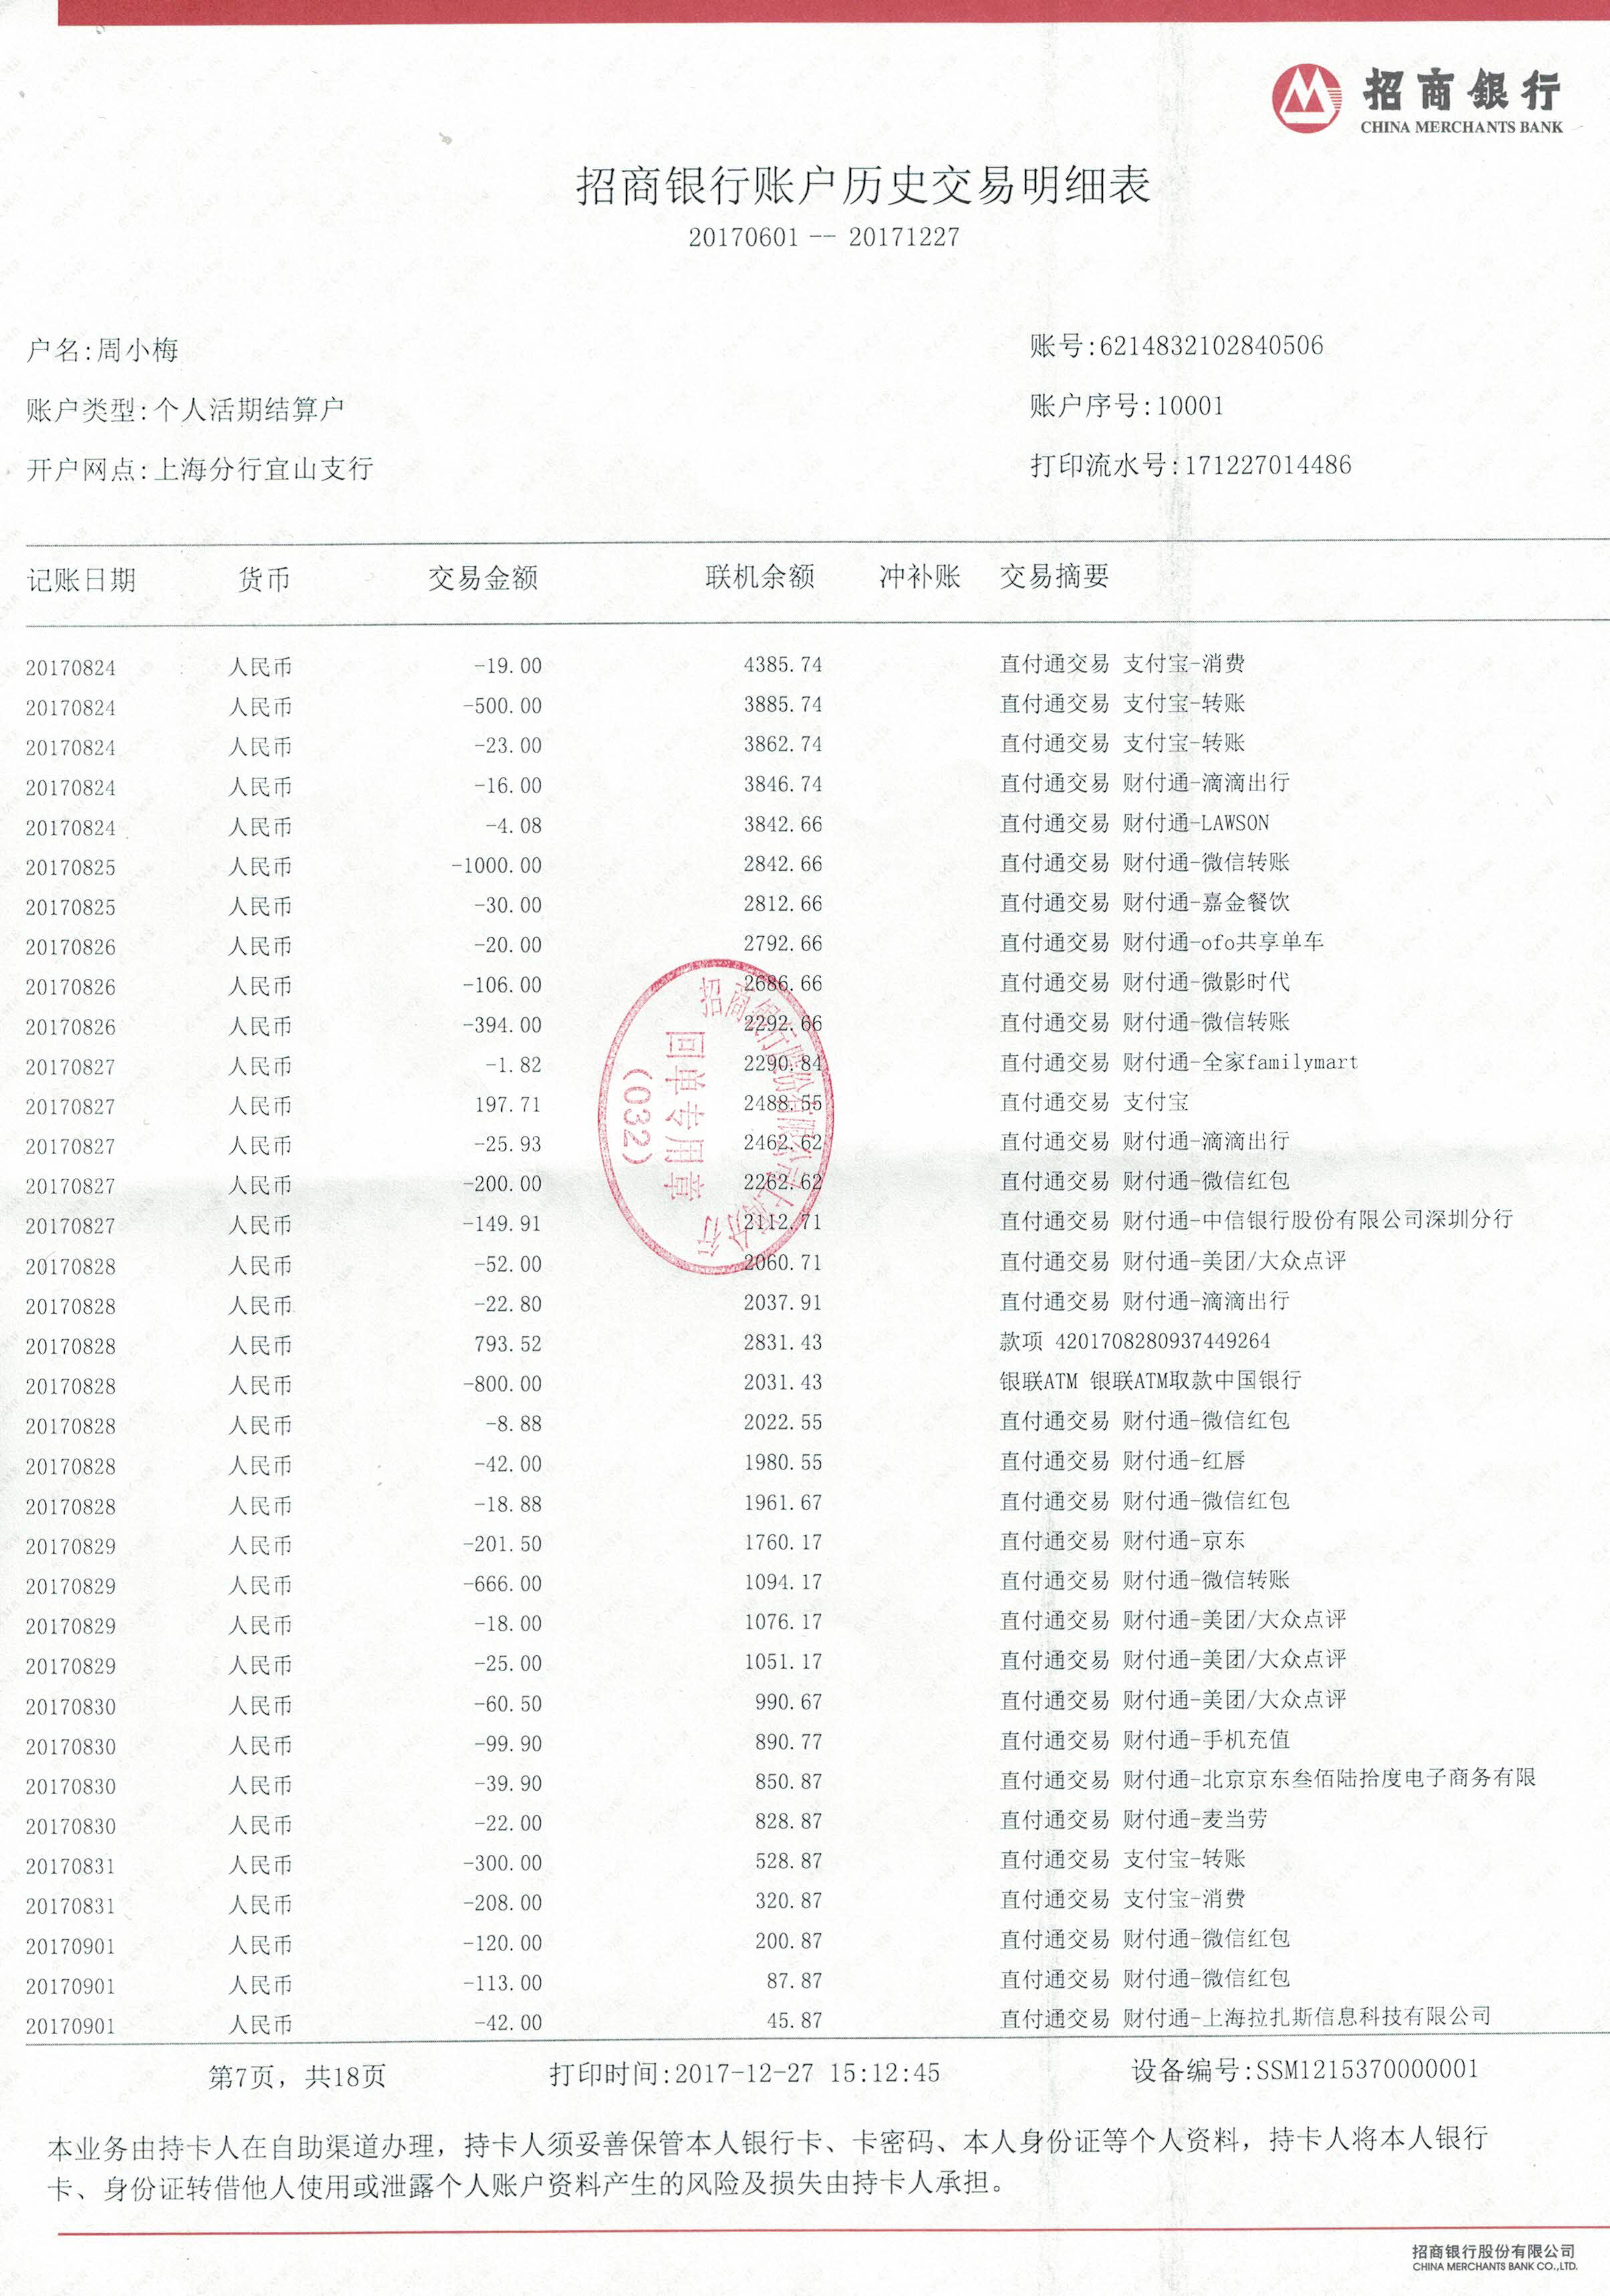 招商銀行
CHINA MERCHANTS BANK
招商银行账户历史交易明细表
20170601 -- 20171227
户名:周小梅 账号:6214832102840506
账户类型:个人活期结算户 账户序号:10001
开户网点:上海分行宜山支行 打印流水号:171227014486
记账日期 货币 交易金额 联机余额 冲补账 交易摘要
20170824 人民币 -19.00 4385.74 直付通交易 支付宝-消费
20170824 人民币 -500.00 3885.74 直付通交易 支付宝-转账
20170824 人民币 -23.00 3862.74 直付通交易 支付宝-转账
20170824 人民币 -16.00 3846.74 直付通交易 财付通-滴滴出行
20170824 人民币 -4.08 3842.66 直付通交易 财付通-LAWSON
20170825 人民币 -1000.00 2842.66 直付通交易 财付通-微信转账
20170825 人民币 -30.00 2812.66 直付通交易 财付通-嘉金餐饮
20170826 人民币 -20.00 2792.66 直付通交易 财付通-ofo共享单车
20170826 人民币 -106.00 2686.66 直付通交易 财付通-微影时代
20170826 人民币 -394.00 2292.66 直付通交易 财付通-微信转账
20170827 人民币 -1.82 2290.84 直付通交易 财付通-全家familymart
20170827 人民币 197.71 2488.55 直付通交易 支付宝
20170827 人民币 -25.93 2462.62 直付通交易 财付通-滴滴出行
20170827 人民币 -200.00 2262.62 直付通交易 财付通-微信红包
20170827 人民币 -149.91 2112.71 直付通交易 财付通-中信银行股份有限公司深圳分行
20170828 人民币 -52.00 2060.71 直付通交易 财付通-美团/大众点评
20170828 人民币 -22.80 2037.91 直付通交易 财付通-滴滴出行
20170828 人民币 793.52 2831.43 款项 4201708280937449264
20170828 人民币 -800.00 2031.43 银联ATM 银联ATM取款中国银行
20170828 人民币 -8.88 2022.55 直付通交易 财付通-微信红包
20170828 人民币 -42.00 1980.55 直付通交易 财付通-红唇
20170828 人民币 -18.88 1961.67 直付通交易 财付通-微信红包
20170829 人民币 -201.50 1760.17 直付通交易 财付通-京东
20170829 人民币 -666.00 1094.17 直付通交易 财付通-微信转账
20170829 人民币 -18.00 1076.17 直付通交易 财付通-美团/大众点评
20170829 人民币 -25.00 1051.17 直付通交易 财付通-美团/大众点评
20170830 人民币 -60.50 990.67 直付通交易 财付通-美团/大众点评
20170830 人民币 -99.90 890.77 直付通交易 财付通-手机充值
20170830 人民币 -39.90 850.87 直付通交易 财付通-北京京东叁佰陆拾度电子商务有限
20170830 人民币 -22.00 828.87 直付通交易 财付通-麦当劳
20170831 人民币 -300.00 528.87 直付通交易 支付宝-转账
20170831 人民币 -208.00 320.87 直付通交易 支付宝-消费
20170901 人民币 -120.00 200.87 直付通交易 财付通-微信红包
20170901 人民币 -113.00 87.87 直付通交易 财付通-微信红包
20170901 人民币 -42.00 45.87 直付通交易 财付通-上海拉扎斯信息科技有限公司
招商银行股份有限公司上海分行
回单专用章
(032)
第7页，共18页 打印时间:2017-12-27 15:12:45 设备编号:SSM1215370000001
本业务由持卡人在自助渠道办理，持卡人须妥善保管本人银行卡、卡密码、本人身份证等个人资料，持卡人将本人银行
卡、身份证转借他人使用或泄露个人账户资料产生的风险及损失由持卡人承担。
招商银行股份有限公司
CHINA MERCHANTS BANK CO.,LTD.